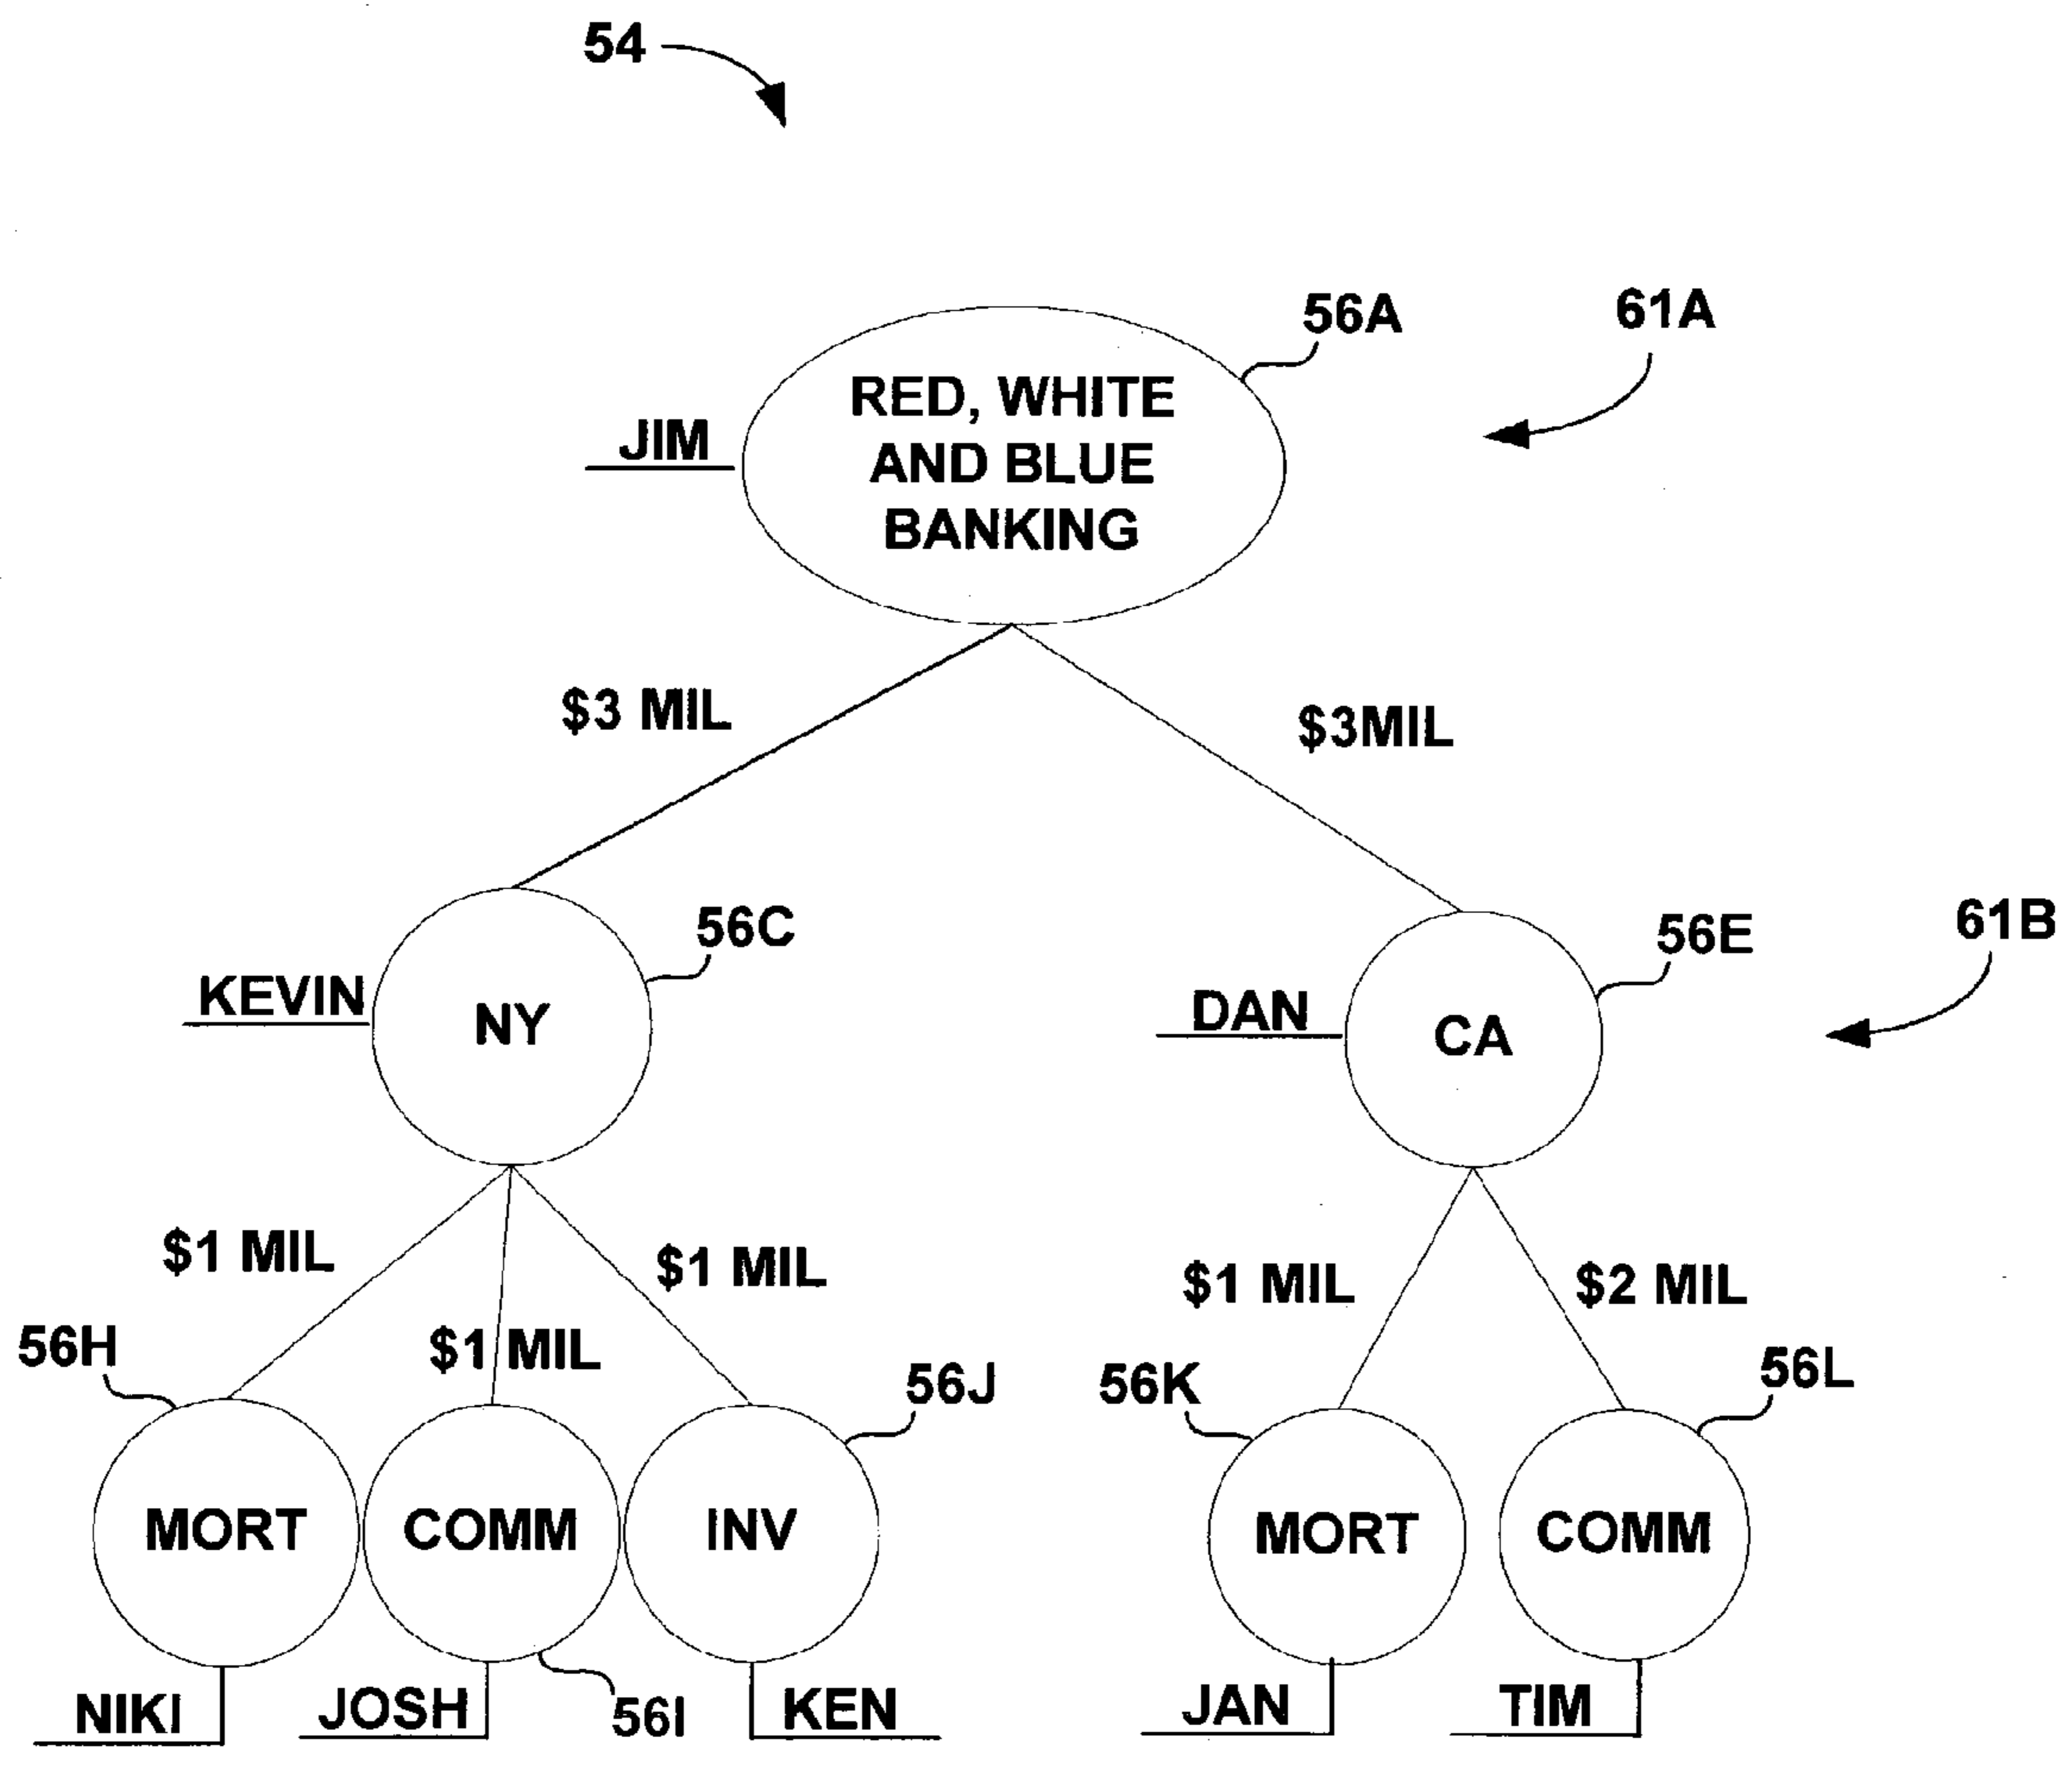 54
56A
61A
JIM
RED, WHITE
AND BLUE
BANKING
$3 MIL
$3MIL
56C
56E
61B
KEVIN
NY
DAN
CA
$1 MIL
$1 MIL
$1 MIL
$1 MIL
$2 MIL
56H
56J
56K
56L
MORT
COMM
INV
MORT
COMM
NIKI
JOSH
56I
KEN
JAN
TIM